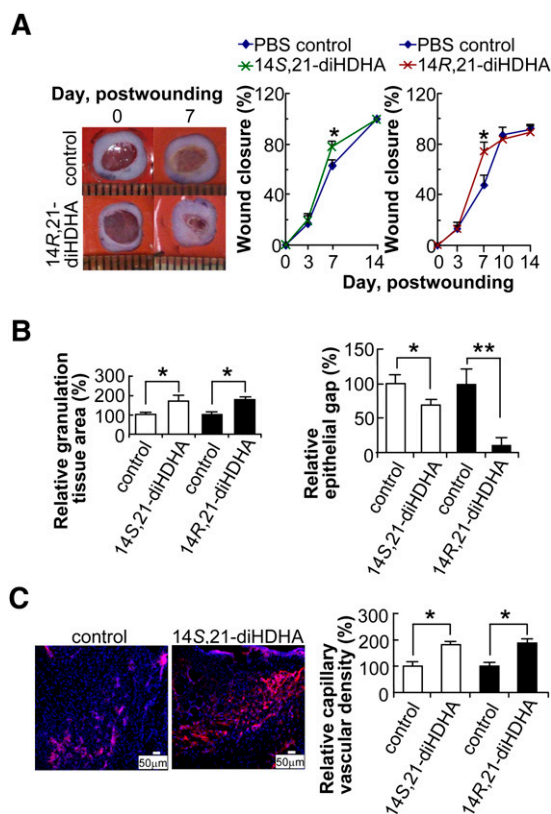 A
Day, postwounding
0 7
control
14R,21-
diHDHA
PBS control
14S,21-diHDHA
Wound closure (%)
120
80
40
0
*
0 3 7 14
PBS control
14R,21-diHDHA
Wound closure (%)
120
80
40
0
*
0 3 7 10 14
Day, postwounding
B
Relative granulation
tissue area (%)
300
200
100
0
* *
control
14S,21-diHDHA
control
14R,21-diHDHA
Relative
epithelial gap (%)
150
100
50
0
* **
control
14S,21-diHDHA
control
14R,21-diHDHA
C
control
50μm
14S,21-diHDHA
50μm
Relative capillary
vascular density (%)
300
200
100
0
* *
control
14S,21-diHDHA
control
14R,21-diHDHA